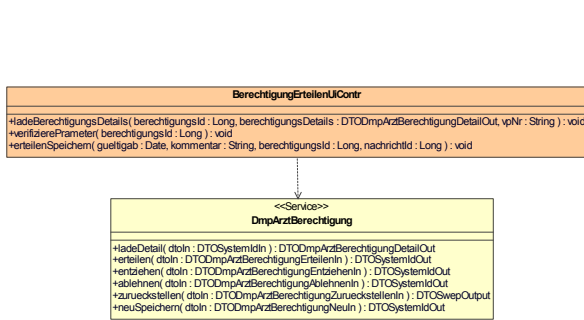 BerechtigungErteilenUiContr
+ladeBerechtigungsDetails( berechtigungsId : Long, berechtigungsDetails : DTODmpArztBerechtigungDetailOut, vpNr : String ) : void
+verifizierePrameter( berechtigungsId : Long ) : void
+erteilenSpeichern( gueltigab : Date, kommentar : String, berechtigungsId : Long, nachrichtId : Long ) : void
<<Service>>
DmpArztBerechtigung
+ladeDetail( dtoIn : DTOSystemIdIn ) : DTODmpArztBerechtigungDetailOut
+erteilen( dtoIn : DTODmpArztBerechtigungErteilenIn ) : DTOSystemIdOut
+entziehen( dtoIn : DTODmpArztBerechtigungEntziehenIn ) : DTOSystemIdOut
+ablehnen( dtoIn : DTODmpArztBerechtigungAblehnenIn ) : DTOSystemIdOut
+zurueckstellen( dtoIn : DTODmpArztBerechtigungZurueckstellenIn ) : DTOSwepOutput
+neuSpeichern( dtoIn : DTODmpArztBerechtigungNeuIn ) : DTOSystemIdOut